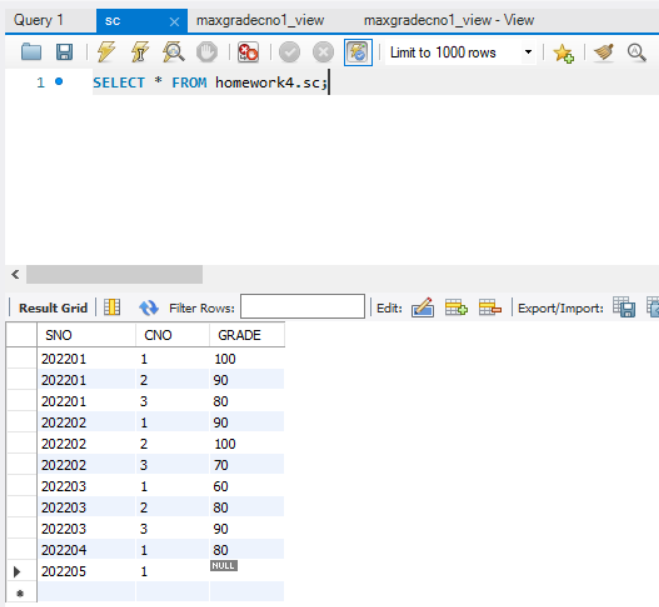 Query 1 sc maxgradecno1_view maxgradecno1_view - View
Limit to 1000 rows
1 SELECT * FROM homework4.sc;
Result Grid Filter Rows: Edit: Export/Import:
SNO CNO GRADE
202201 1 100
202201 2 90
202201 3 80
202202 1 90
202202 2 100
202202 3 70
202203 1 60
202203 2 80
202203 3 90
202204 1 80
202205 1 NULL